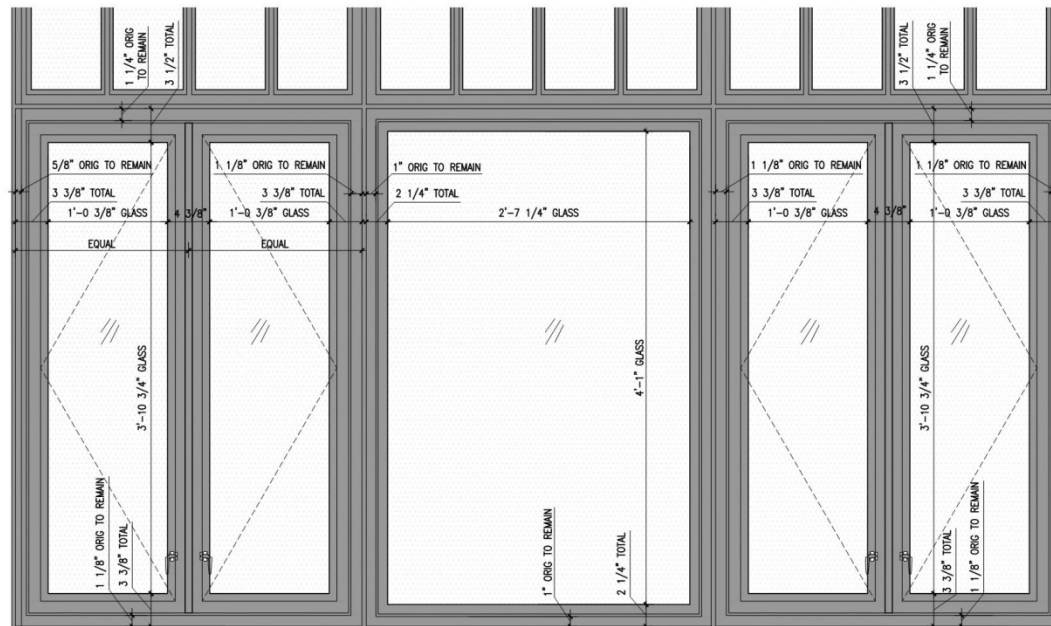 1 1/4" ORIG
TO REMAIN
3 1/2" TOTAL
3 1/2" TOTAL
1 1/4" ORIG
TO REMAIN
5/8" ORIG TO REMAIN
1 1/8" ORIG TO REMAIN
1" ORIG TO REMAIN
1 1/8" ORIG TO REMAIN
1 1/8" ORIG TO REMAIN
3 3/8" TOTAL
3 3/8" TOTAL
2 1/4" TOTAL
3 3/8" TOTAL
3 3/8" TOTAL
1'-0 3/8" GLASS
4 3/8"
1'-0 3/8" GLASS
2'-7 1/4" GLASS
1'-0 3/8" GLASS
4 3/8"
1'-0 3/8" GLASS
EQUAL
EQUAL
3'-10 3/4" GLASS
4'-1" GLASS
3'-10 3/4" GLASS
1 1/8" ORIG TO REMAIN
3 3/8" TOTAL
1" ORIG TO REMAIN
2 1/4" TOTAL
3 3/8" TOTAL
1 1/8" ORIG TO REMAIN